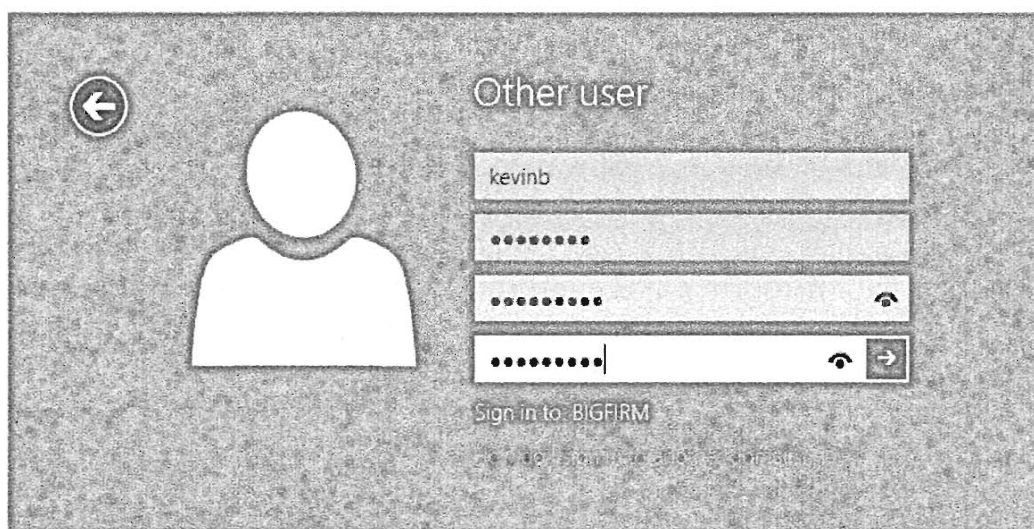 Other user
kevinb
●●●●●●●●
●●●●●●●●●
●●●●●●●●●
Sign in to: BIGFIRM